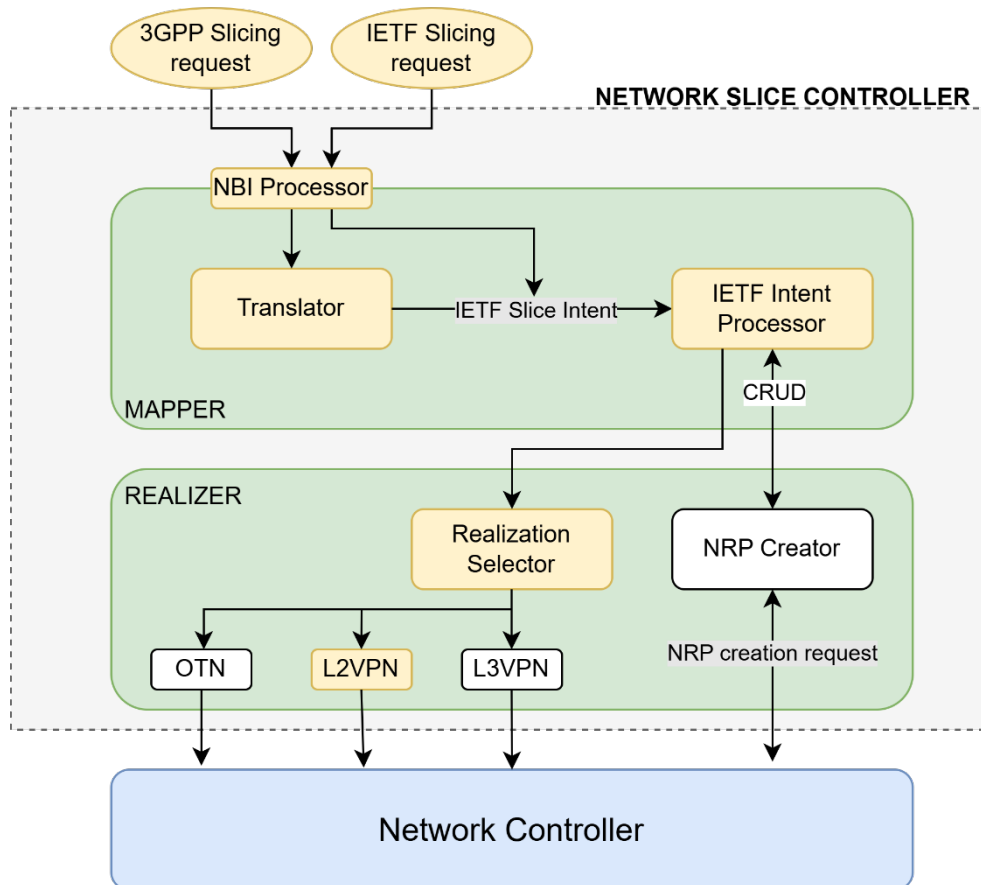 3GPP Slicing
request
IETF Slicing
request
NETWORK SLICE CONTROLLER
NBI Processor
Translator
IETF Slice Intent
IETF Intent
Processor
CRUD
MAPPER
REALIZER
Realization
Selector
NRP Creator
NRP creation request
OTN
L2VPN
L3VPN
Network Controller